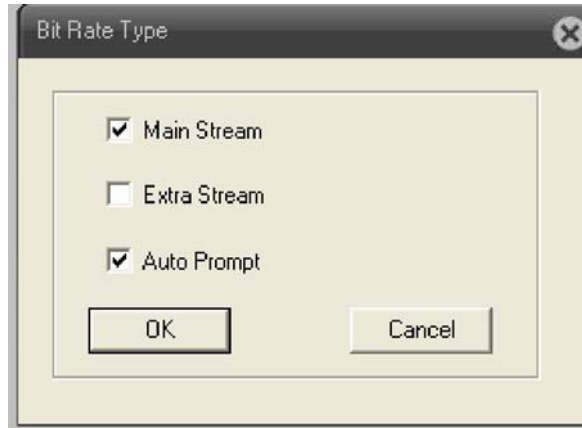 Bit Rate Type
Main Stream
Extra Stream
Auto Prompt
OK Cancel